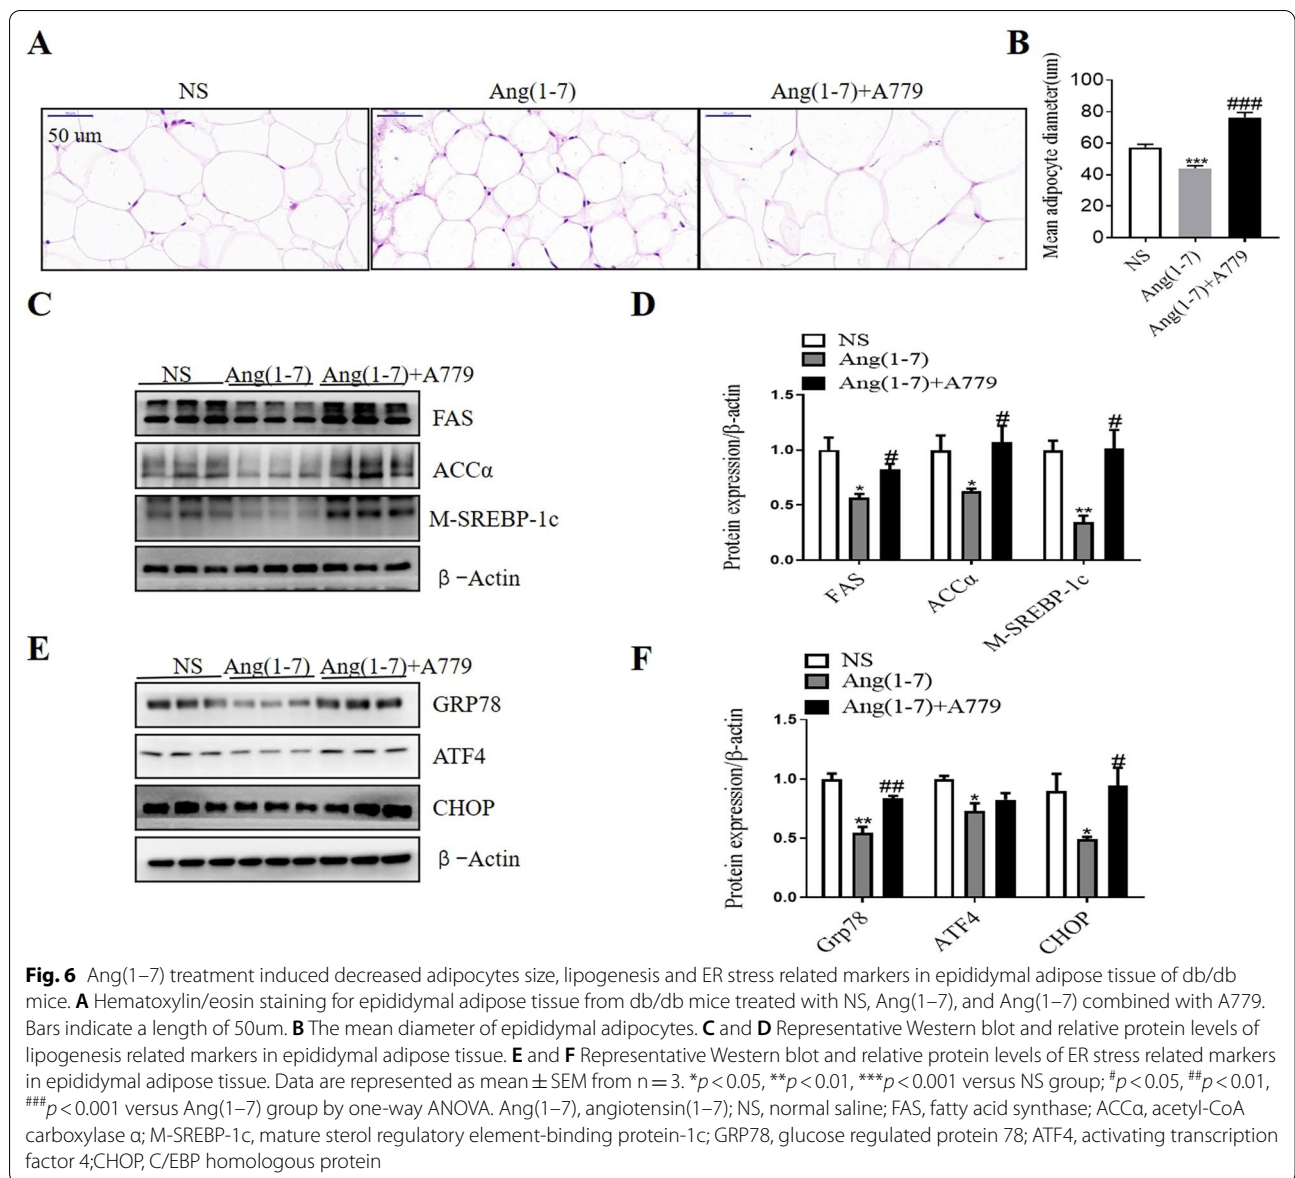 A
NS
Ang(1-7)
Ang(1-7)+A779
50 um
B
Mean adipocyte diameter(um)
100
80
60
40
20
0
***
###
NS
Ang(1-7)
Ang(1-7)+A779
C
NS Ang(1-7) Ang(1-7)+A779
FAS
ACCα
M-SREBP-1c
β-Actin
D
NS
Ang(1-7)
Ang(1-7)+A779
Protein expression/β-actin
1.5
1.0
0.5
0.0
*
#
*
#
**
#
FAS
ACCα
M-SREBP-1c
E
NS Ang(1-7) Ang(1-7)+A779
GRP78
ATF4
CHOP
β-Actin
F
NS
Ang(1-7)
Ang(1-7)+A779
Protein expression/β-actin
1.5
1.0
0.5
0.0
**
##
*
*
#
Grp78
ATF4
CHOP
Fig. 6 Ang(1–7) treatment induced decreased adipocytes size, lipogenesis and ER stress related markers in epididymal adipose tissue of db/db
mice. A Hematoxylin/eosin staining for epididymal adipose tissue from db/db mice treated with NS, Ang(1–7), and Ang(1–7) combined with A779.
Bars indicate a length of 50um. B The mean diameter of epididymal adipocytes. C and D Representative Western blot and relative protein levels of
lipogenesis related markers in epididymal adipose tissue. E and F Representative Western blot and relative protein levels of ER stress related markers
in epididymal adipose tissue. Data are represented as mean ± SEM from n = 3. *p < 0.05, **p < 0.01, ***p < 0.001 versus NS group; #p < 0.05, ##p < 0.01,
###p < 0.001 versus Ang(1–7) group by one-way ANOVA. Ang(1–7), angiotensin(1–7); NS, normal saline; FAS, fatty acid synthase; ACCα, acetyl-CoA
carboxylase α; M-SREBP-1c, mature sterol regulatory element-binding protein-1c; GRP78, glucose regulated protein 78; ATF4, activating transcription
factor 4;CHOP, C/EBP homologous protein